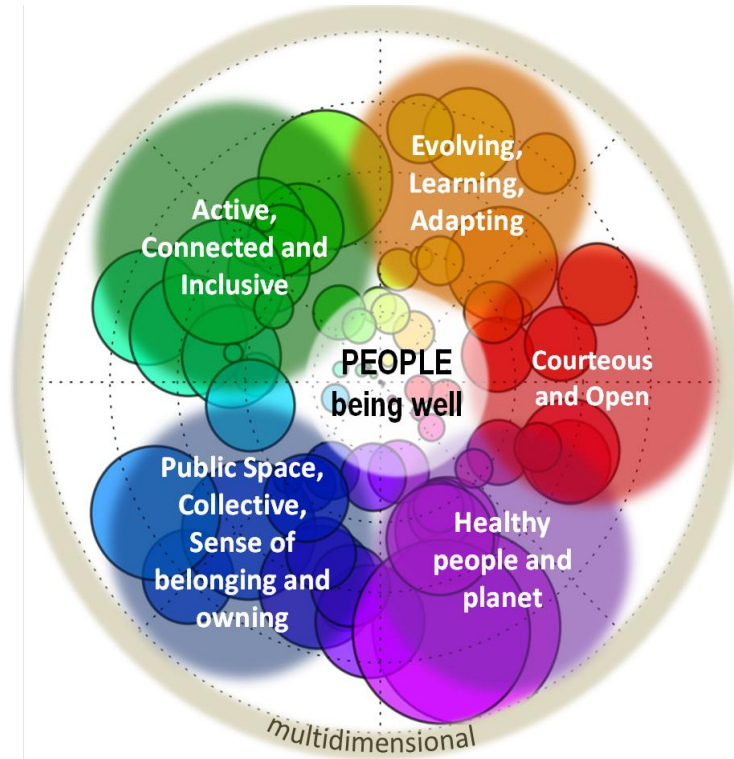 Evolving,
Learning,
Adapting
Active,
Connected and
Inclusive
PEOPLE
being well
Courteous
and Open
Public Space,
Collective,
Sense of
belonging and
owning
Healthy
people and
planet
multidimensional